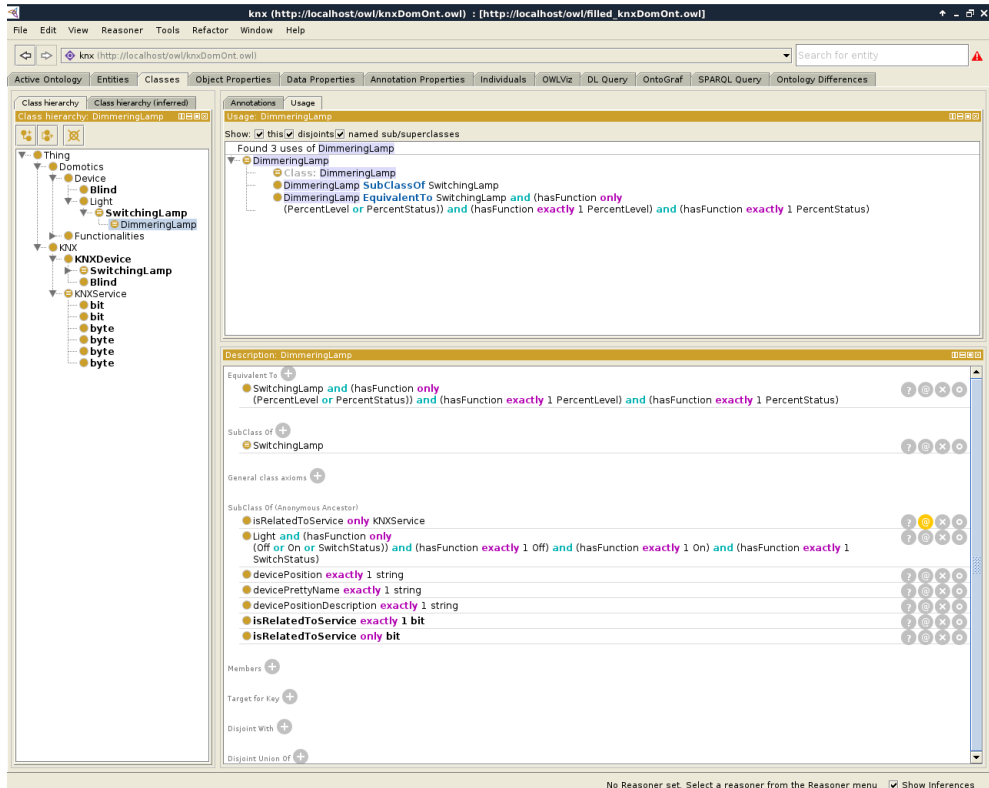 knx (http://localhost/owl/knxDomOnt.owl) : [http://localhost/owl/filled_knxDomOnt.owl]
File Edit View Reasoner Tools Refactor Window Help
knx (http://localhost/owl/knxDomOnt.owl)
Search for entity
Active Ontology Entities Classes Object Properties Data Properties Annotation Properties Individuals OWLViz DL Query OntoGraf SPARQL Query Ontology Differences
Class hierarchy Class hierarchy (inferred)
Class hierarchy: DimmeringLamp
Thing
Domotics
Device
Blind
Light
SwitchingLamp
DimmeringLamp
Functionalities
KNX
KNXDevice
SwitchingLamp
Blind
KNXService
bit
bit
byte
byte
byte
byte
Annotations Usage
Usage: DimmeringLamp
Show: this disjoints named sub/superclasses
Found 3 uses of DimmeringLamp
DimmeringLamp
Class: DimmeringLamp
DimmeringLamp SubClassOf SwitchingLamp
DimmeringLamp EquivalentTo SwitchingLamp and (hasFunction only
(PercentLevel or PercentStatus)) and (hasFunction exactly 1 PercentLevel) and (hasFunction exactly 1 PercentStatus)
Description: DimmeringLamp
Equivalent To
SwitchingLamp and (hasFunction only
(PercentLevel or PercentStatus)) and (hasFunction exactly 1 PercentLevel) and (hasFunction exactly 1 PercentStatus)
SubClass Of
SwitchingLamp
General class axioms
SubClass Of (Anonymous Ancestor)
isRelatedToService only KNXService
Light and (hasFunction only
(Off or On or SwitchStatus)) and (hasFunction exactly 1 Off) and (hasFunction exactly 1 On) and (hasFunction exactly 1
SwitchStatus)
devicePosition exactly 1 string
devicePrettyName exactly 1 string
devicePositionDescription exactly 1 string
isRelatedToService exactly 1 bit
isRelatedToService only bit
Members
Target for Key
Disjoint With
Disjoint Union Of
No Reasoner set. Select a reasoner from the Reasoner menu Show Inferences